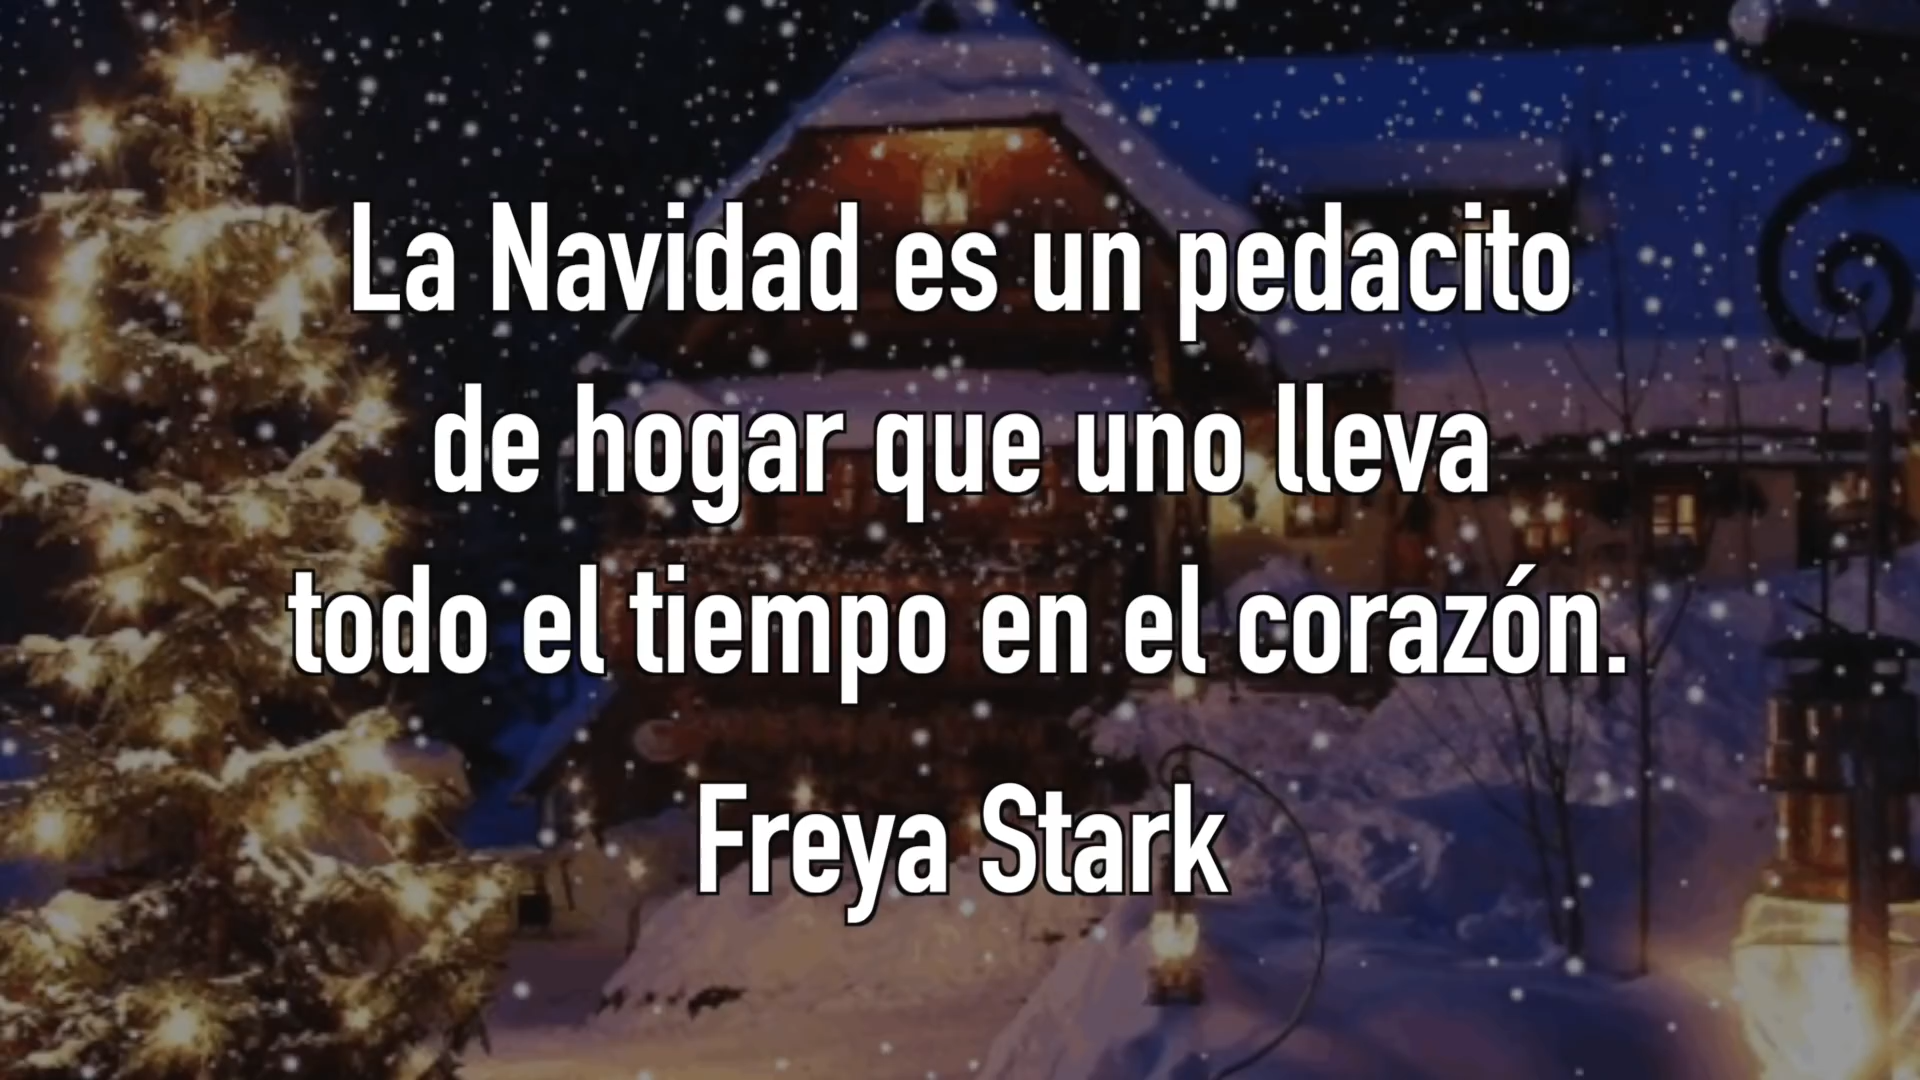 La Navidad es un pedacito
de hogar que uno lleva
todo el tiempo en el corazón.
Freya Stark